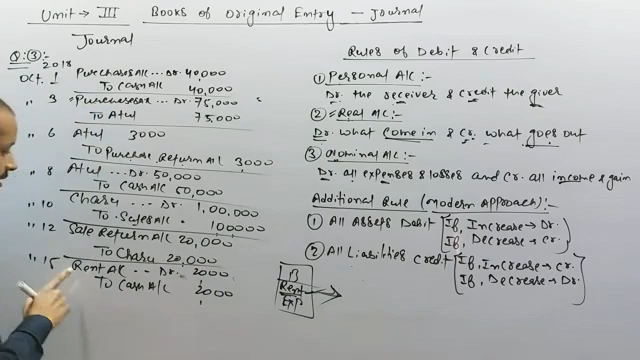 Unit → III Books of Original Entry – Journal
Journal
Q:③:- 2018
Oct. 1 Purchases A/c ... Dr. 40,000
To Cash A/c 40,000
" 3 Purchases A/c ... Dr. 75,000
To Atul 75,000
" 6 Atul 3000
To Purchase Return A/c 3000
" 8 Atul ... Dr. 50,000
To Cash A/c 50,000
" 10 Charu ... Dr. 1,00,000
To Sales A/c 100000
" 12 Sale Return A/c 20,000
To Charu 20,000
" 15 Rent A/c ... Dr. 2000
To Cash A/c 2000
Rules of Debit & Credit
① Personal A/c :-
Dr. the receiver & credit the giver
② Real A/c :-
Dr. what come in & Cr. what goes out
③ Nominal A/c :-
Dr. all expenses & losses and Cr. all income & gain
Additional Rule (Modern Approach)
① All Assets Debit [If, Increase → Dr.
If, Decrease → Cr.]
② All Liabilities Credit [If, Increase → Cr.
If, Decrease → Dr.]
B
Rent
EXP